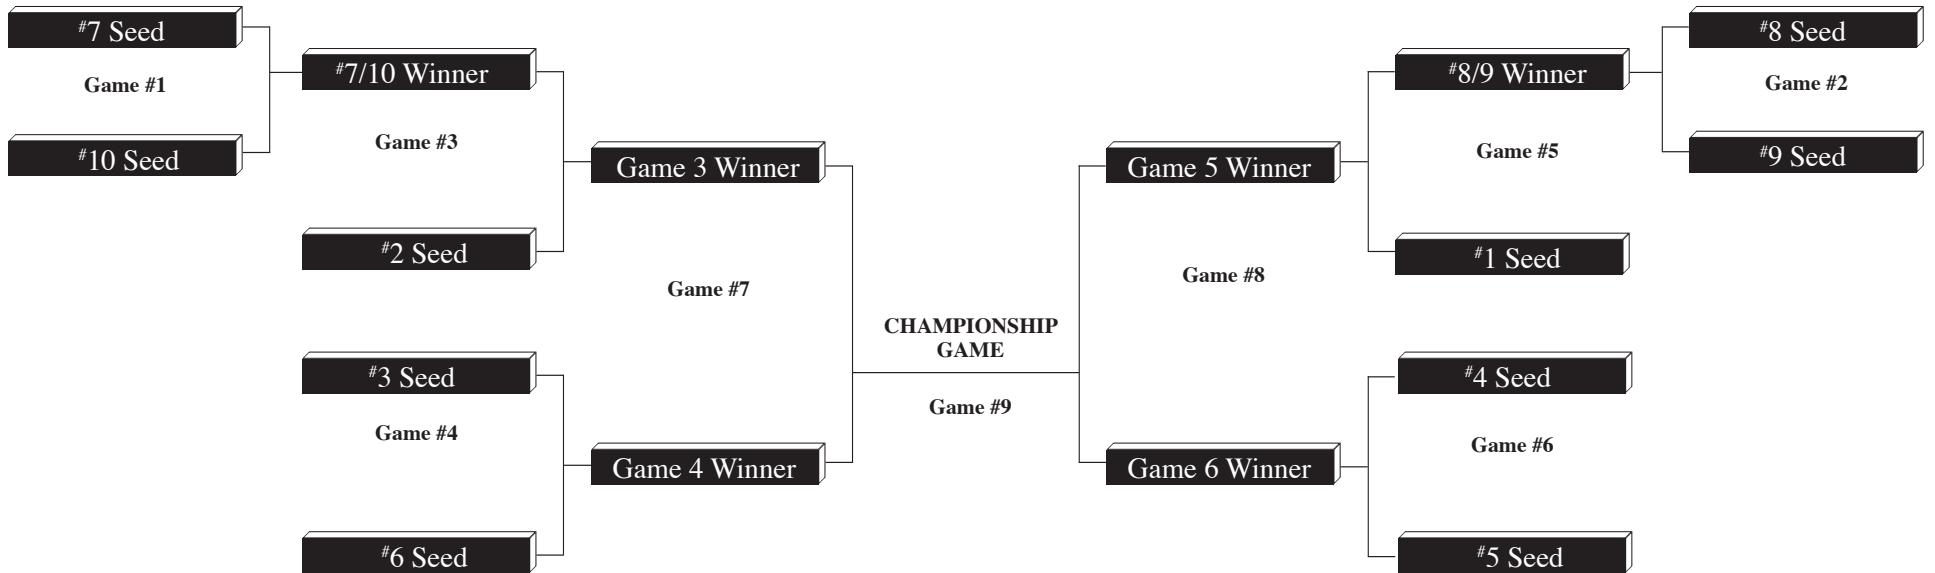 #7 Seed
Game #1
#10 Seed
#7/10 Winner
Game #3
#2 Seed
#3 Seed
Game #4
#6 Seed
Game 3 Winner
Game #7
Game 4 Winner
CHAMPIONSHIP
GAME
Game #9
Game 5 Winner
Game #8
Game 6 Winner
#8/9 Winner
Game #5
#1 Seed
#4 Seed
Game #6
#5 Seed
#8 Seed
Game #2
#9 Seed